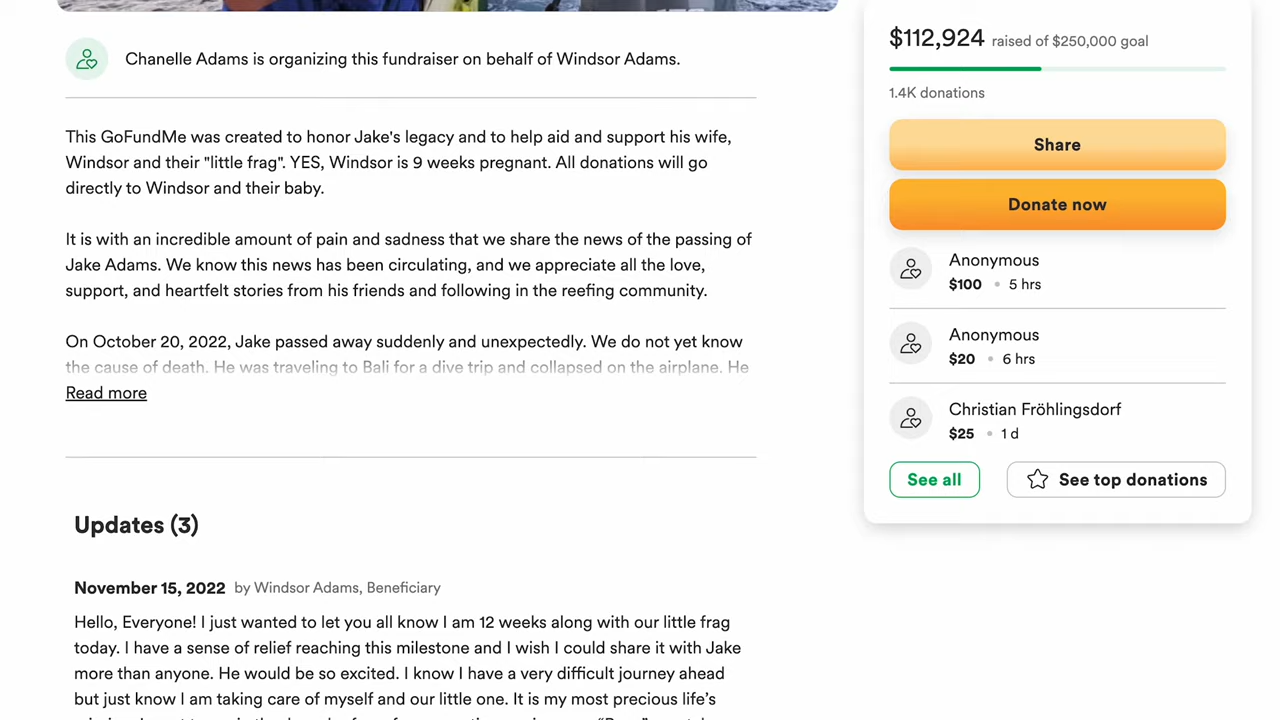 Chanelle Adams is organizing this fundraiser on behalf of Windsor Adams.
This GoFundMe was created to honor Jake's legacy and to help aid and support his wife,
Windsor and their "little frag". YES, Windsor is 9 weeks pregnant. All donations will go
directly to Windsor and their baby.
It is with an incredible amount of pain and sadness that we share the news of the passing of
Jake Adams. We know this news has been circulating, and we appreciate all the love,
support, and heartfelt stories from his friends and following in the reefing community.
On October 20, 2022, Jake passed away suddenly and unexpectedly. We do not yet know
the cause of death. He was traveling to Bali for a dive trip and collapsed on the airplane. He
Read more
Updates (3)
November 15, 2022 by Windsor Adams, Beneficiary
Hello, Everyone! I just wanted to let you all know I am 12 weeks along with our little frag
today. I have a sense of relief reaching this milestone and I wish I could share it with Jake
more than anyone. He would be so excited. I know I have a very difficult journey ahead
but just know I am taking care of myself and our little one. It is my most precious life’s
$112,924 raised of $250,000 goal
1.4K donations
Share
Donate now
Anonymous
$100 • 5 hrs
Anonymous
$20 • 6 hrs
Christian Fröhlingsdorf
$25 • 1 d
See all
See top donations